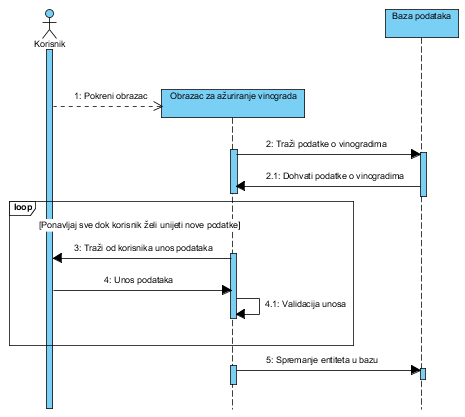 Baza podataka
Korisnik
1: Pokreni obrazac
Obrazac za ažuriranje vinograda
2: Traži podatke o vinogradima
2.1: Dohvati podatke o vinogradima
loop
[Ponavljaj sve dok korisnik želi unijeti nove podatke]
3: Traži od korisnika unos podataka
4: Unos podataka
4.1: Validacija unosa
5: Spremanje entiteta u bazu